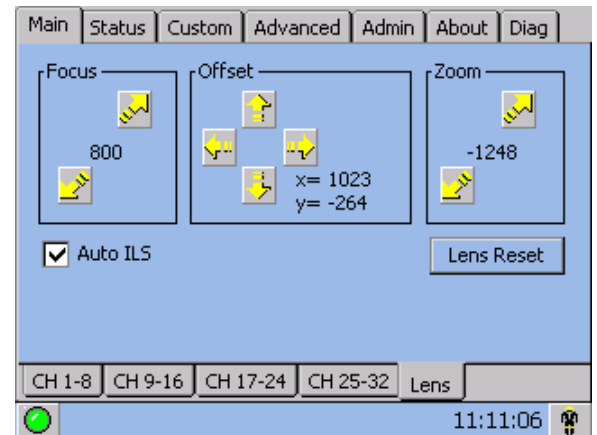 Main Status Custom Advanced Admin About Diag
Focus
800
Offset
x= 1023
y= -264
Zoom
-1248
Auto ILS
Lens Reset
CH 1-8 CH 9-16 CH 17-24 CH 25-32 Lens
11:11:06